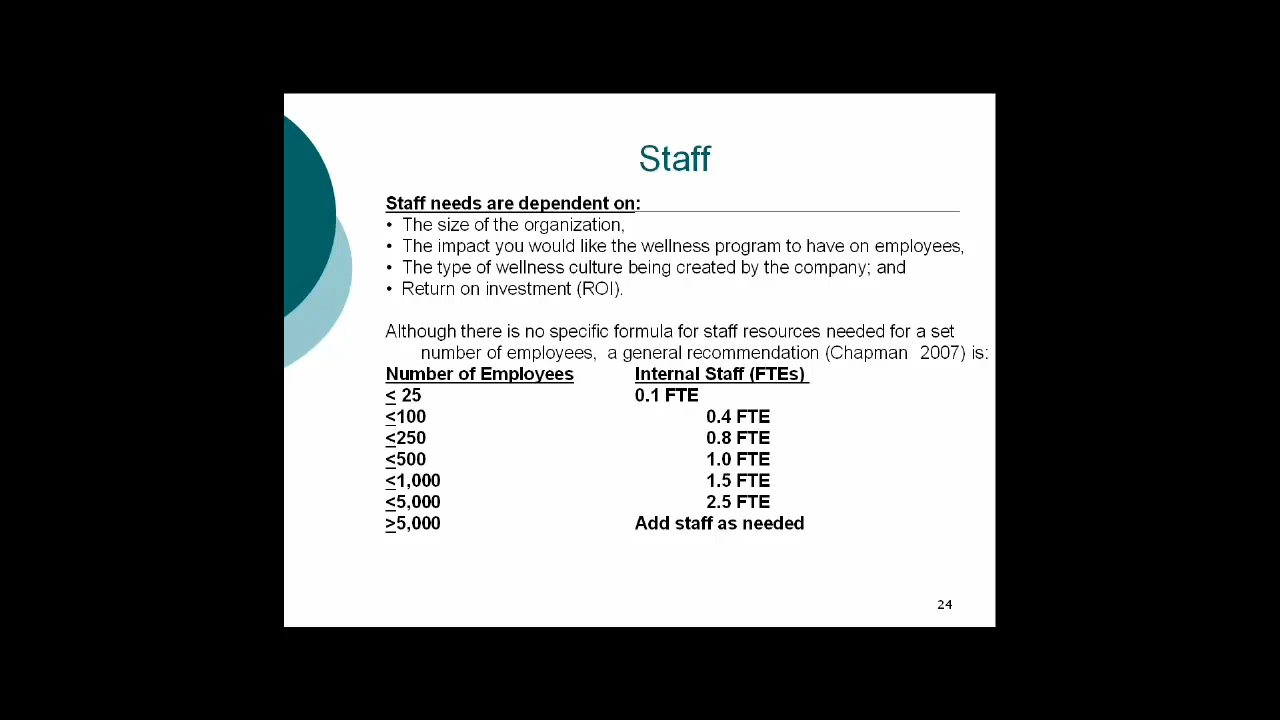 Staff
Staff needs are dependent on:
• The size of the organization,
• The impact you would like the wellness program to have on employees,
• The type of wellness culture being created by the company; and
• Return on investment (ROI).
Although there is no specific formula for staff resources needed for a set
number of employees, a general recommendation (Chapman 2007) is:
Number of Employees Internal Staff (FTEs)
≤ 25 0.1 FTE
≤100 0.4 FTE
≤250 0.8 FTE
≤500 1.0 FTE
≤1,000 1.5 FTE
≤5,000 2.5 FTE
≥5,000 Add staff as needed
24